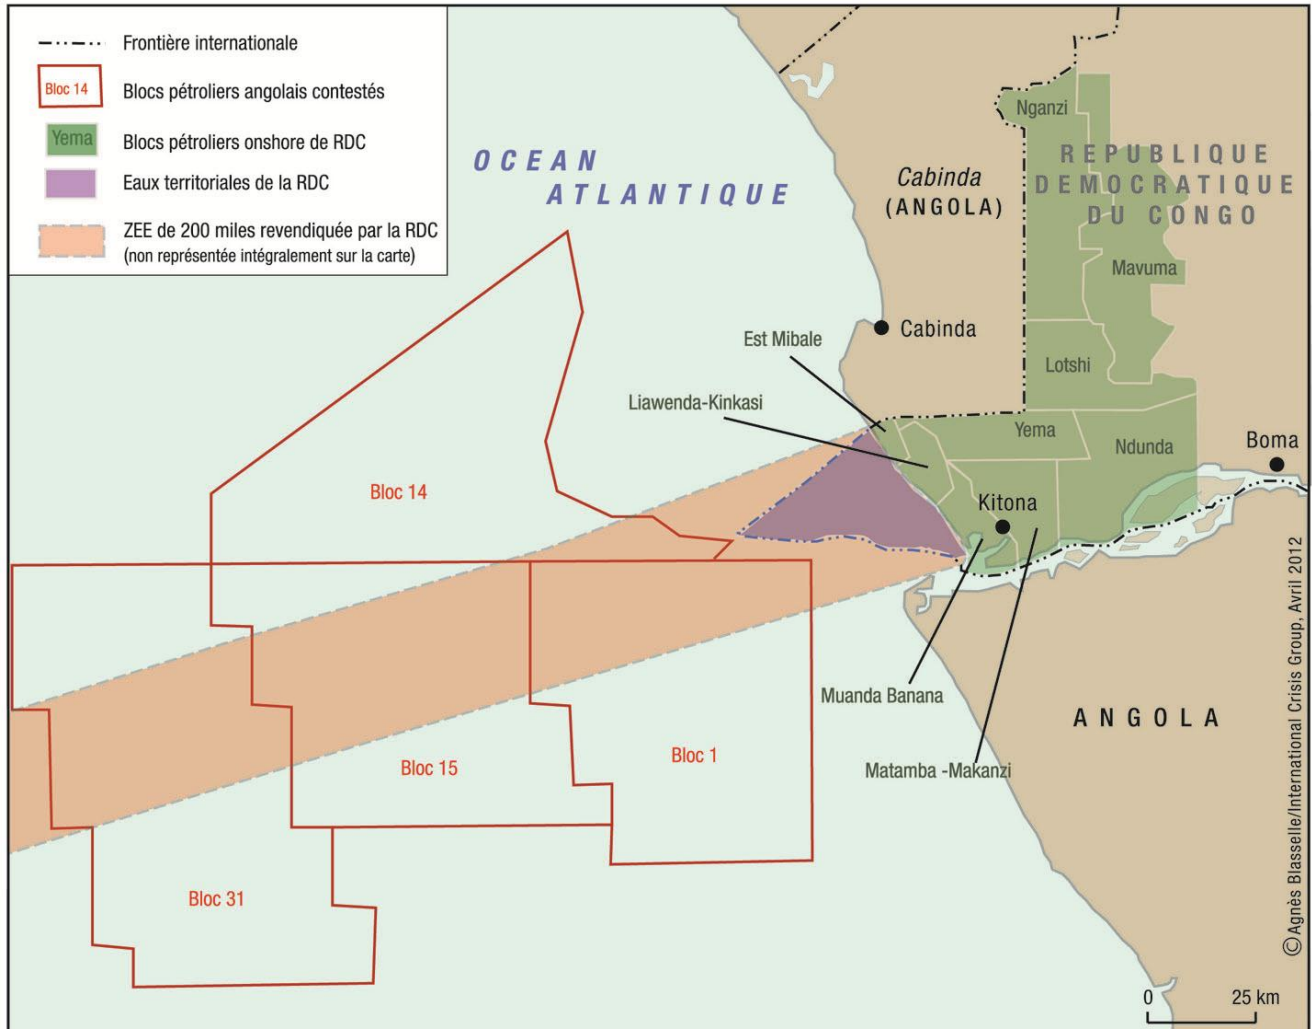 Frontière internationale
Bloc 14
Blocs pétroliers angolais contestés
Yema
Blocs pétroliers onshore de RDC
Eaux territoriales de la RDC
ZEE de 200 miles revendiquée par la RDC
(non représentée intégralement sur la carte)
OCEAN
ATLANTIQUE
Cabinda
(ANGOLA)
Nganzi
REPUBLIQUE
DEMOCRATIQUE
DU CONGO
Mavuma
Cabinda
Est Mibale
Lotshi
Liawenda-Kinkasi
Yema
Ndunda
Boma
Bloc 14
Kitona
Muanda Banana
ANGOLA
Matamba -Makanzi
Bloc 15
Bloc 1
Bloc 31
0 25 km
©Agnès Blasselle/International Crisis Group, Avril 2012